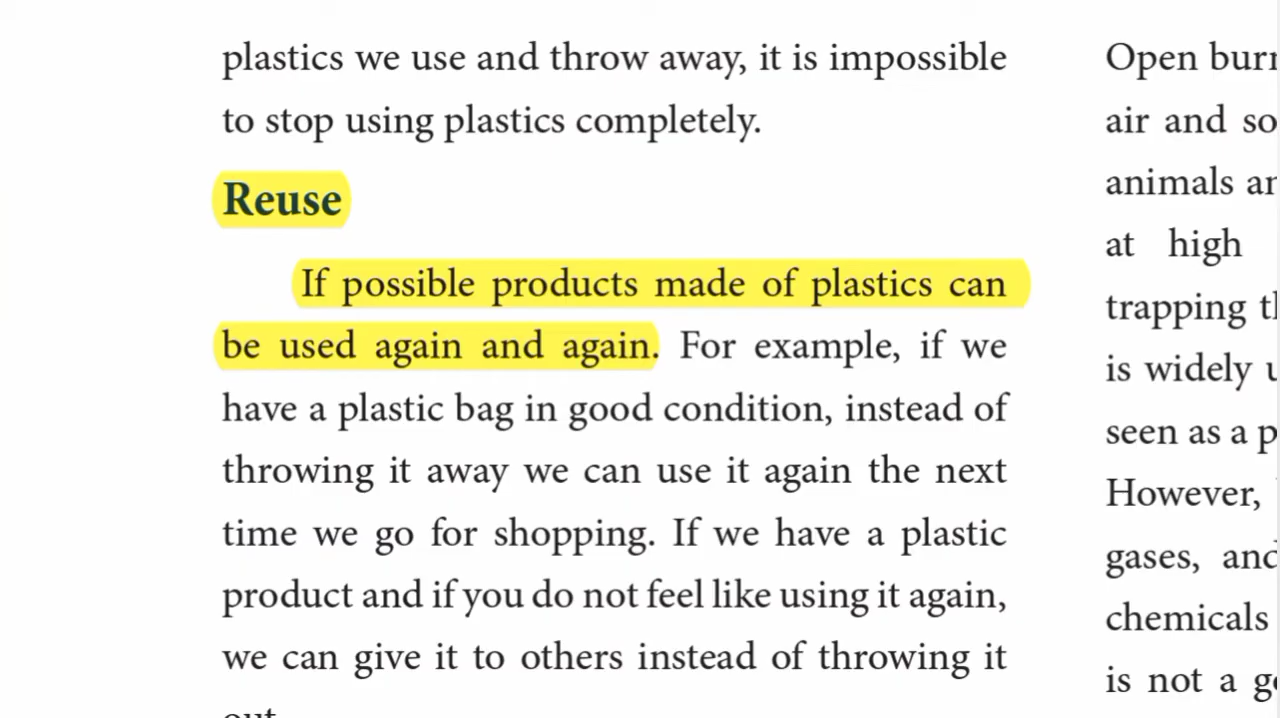 plastics we use and throw away, it is impossible
to stop using plastics completely.
Reuse
If possible products made of plastics can
be used again and again. For example, if we
have a plastic bag in good condition, instead of
throwing it away we can use it again the next
time we go for shopping. If we have a plastic
product and if you do not feel like using it again,
we can give it to others instead of throwing it
out.
Open
air and
animals
at high
trapping
is widely
seen as a
However,
gases, and
chemicals
is not a